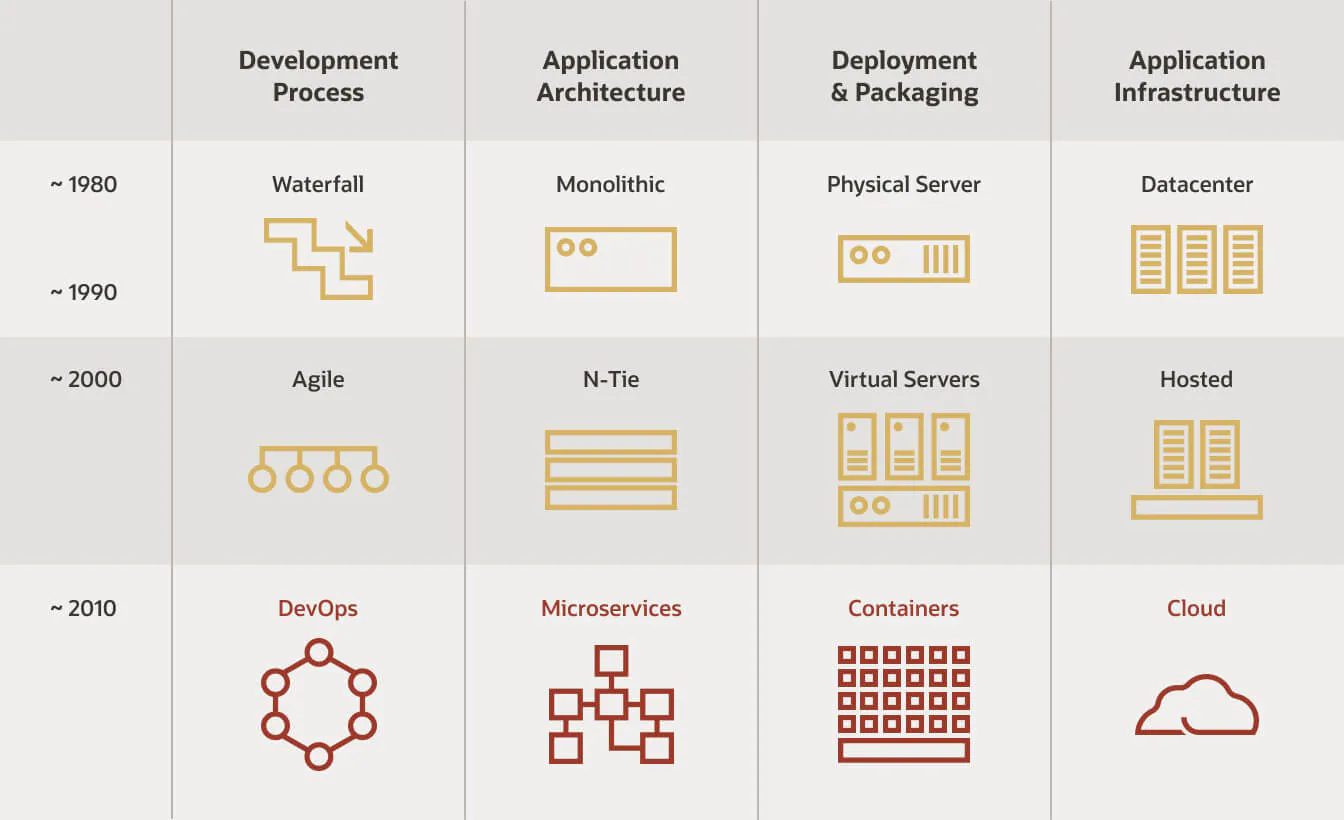 Development
Process
Application
Architecture
Deployment
& Packaging
Application
Infrastructure
~ 1980
Waterfall
Monolithic
Physical Server
Datacenter
~ 1990
~ 2000
Agile
N-Tie
Virtual Servers
Hosted
~ 2010
DevOps
Microservices
Containers
Cloud